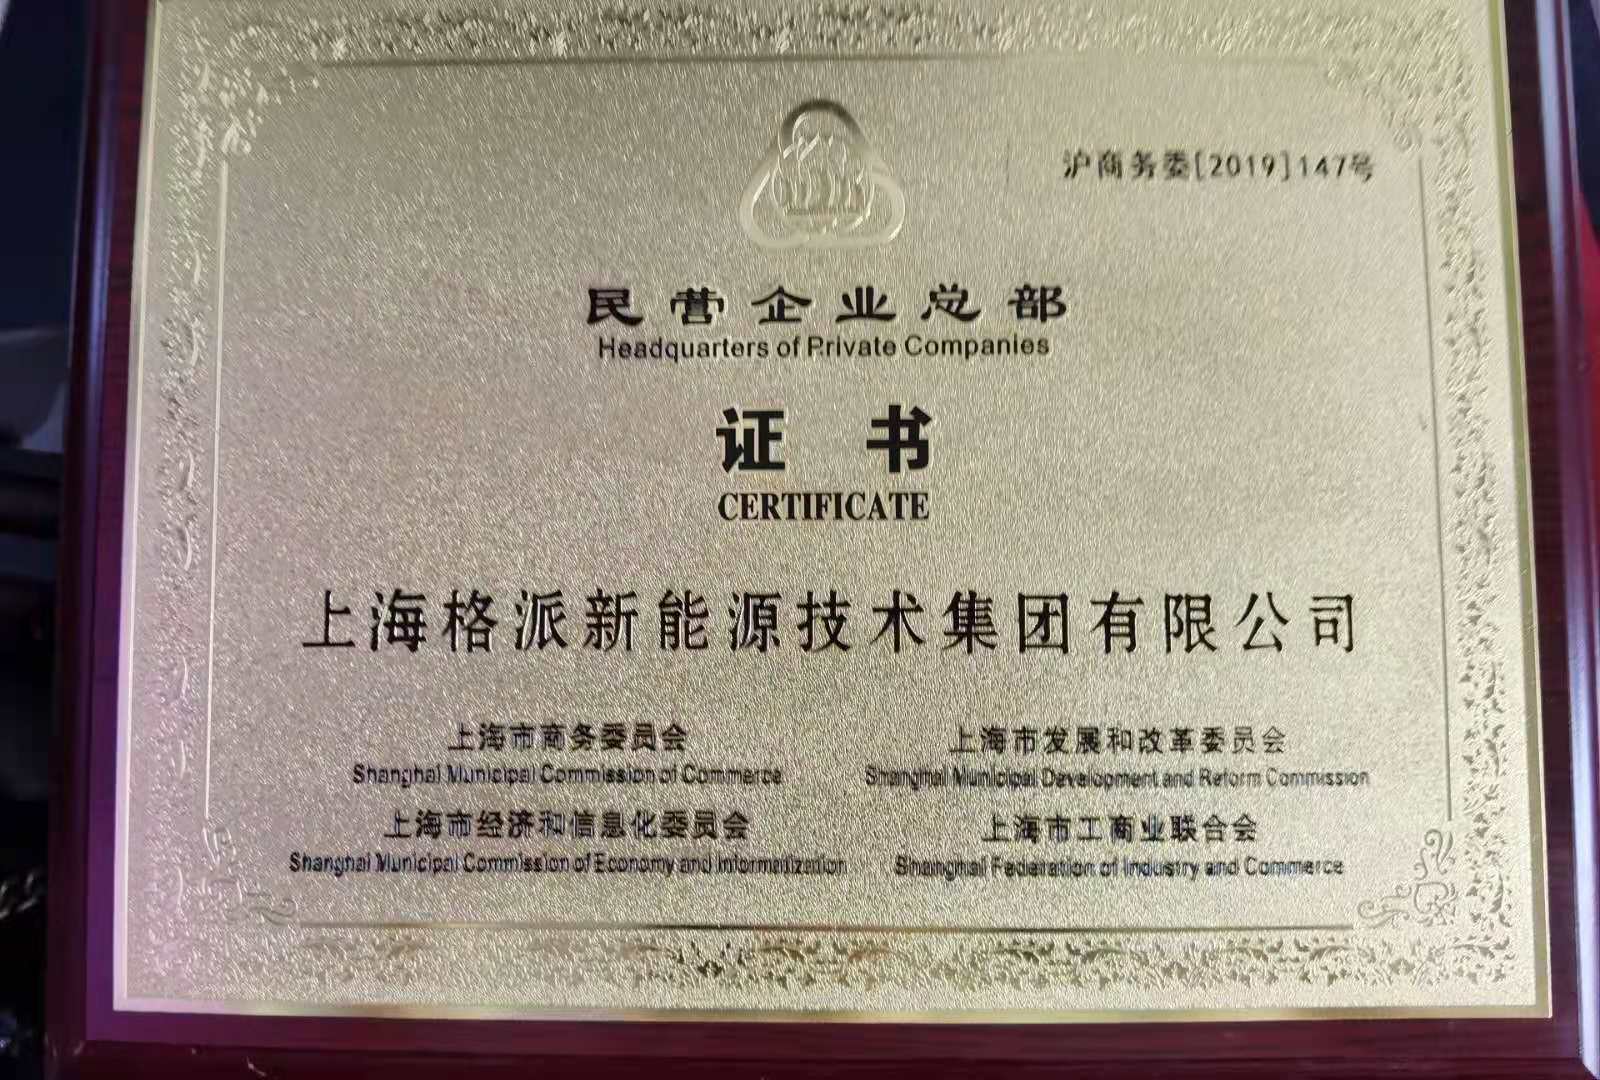 沪商务委[2019]147号
民营企业总部
Headquarters of Private Companies
证书
CERTIFICATE
上海格派新能源技术集团有限公司
上海市商务委员会
Shanghai Municipal Commission of Commerce
上海市发展和改革委员会
Shanghai Municipal Development and Reform Commission
上海市经济和信息化委员会
Shanghai Municipal Commission of Economy and Informatization
上海市工商业联合会
Shanghai Federation of Industry and Commerce